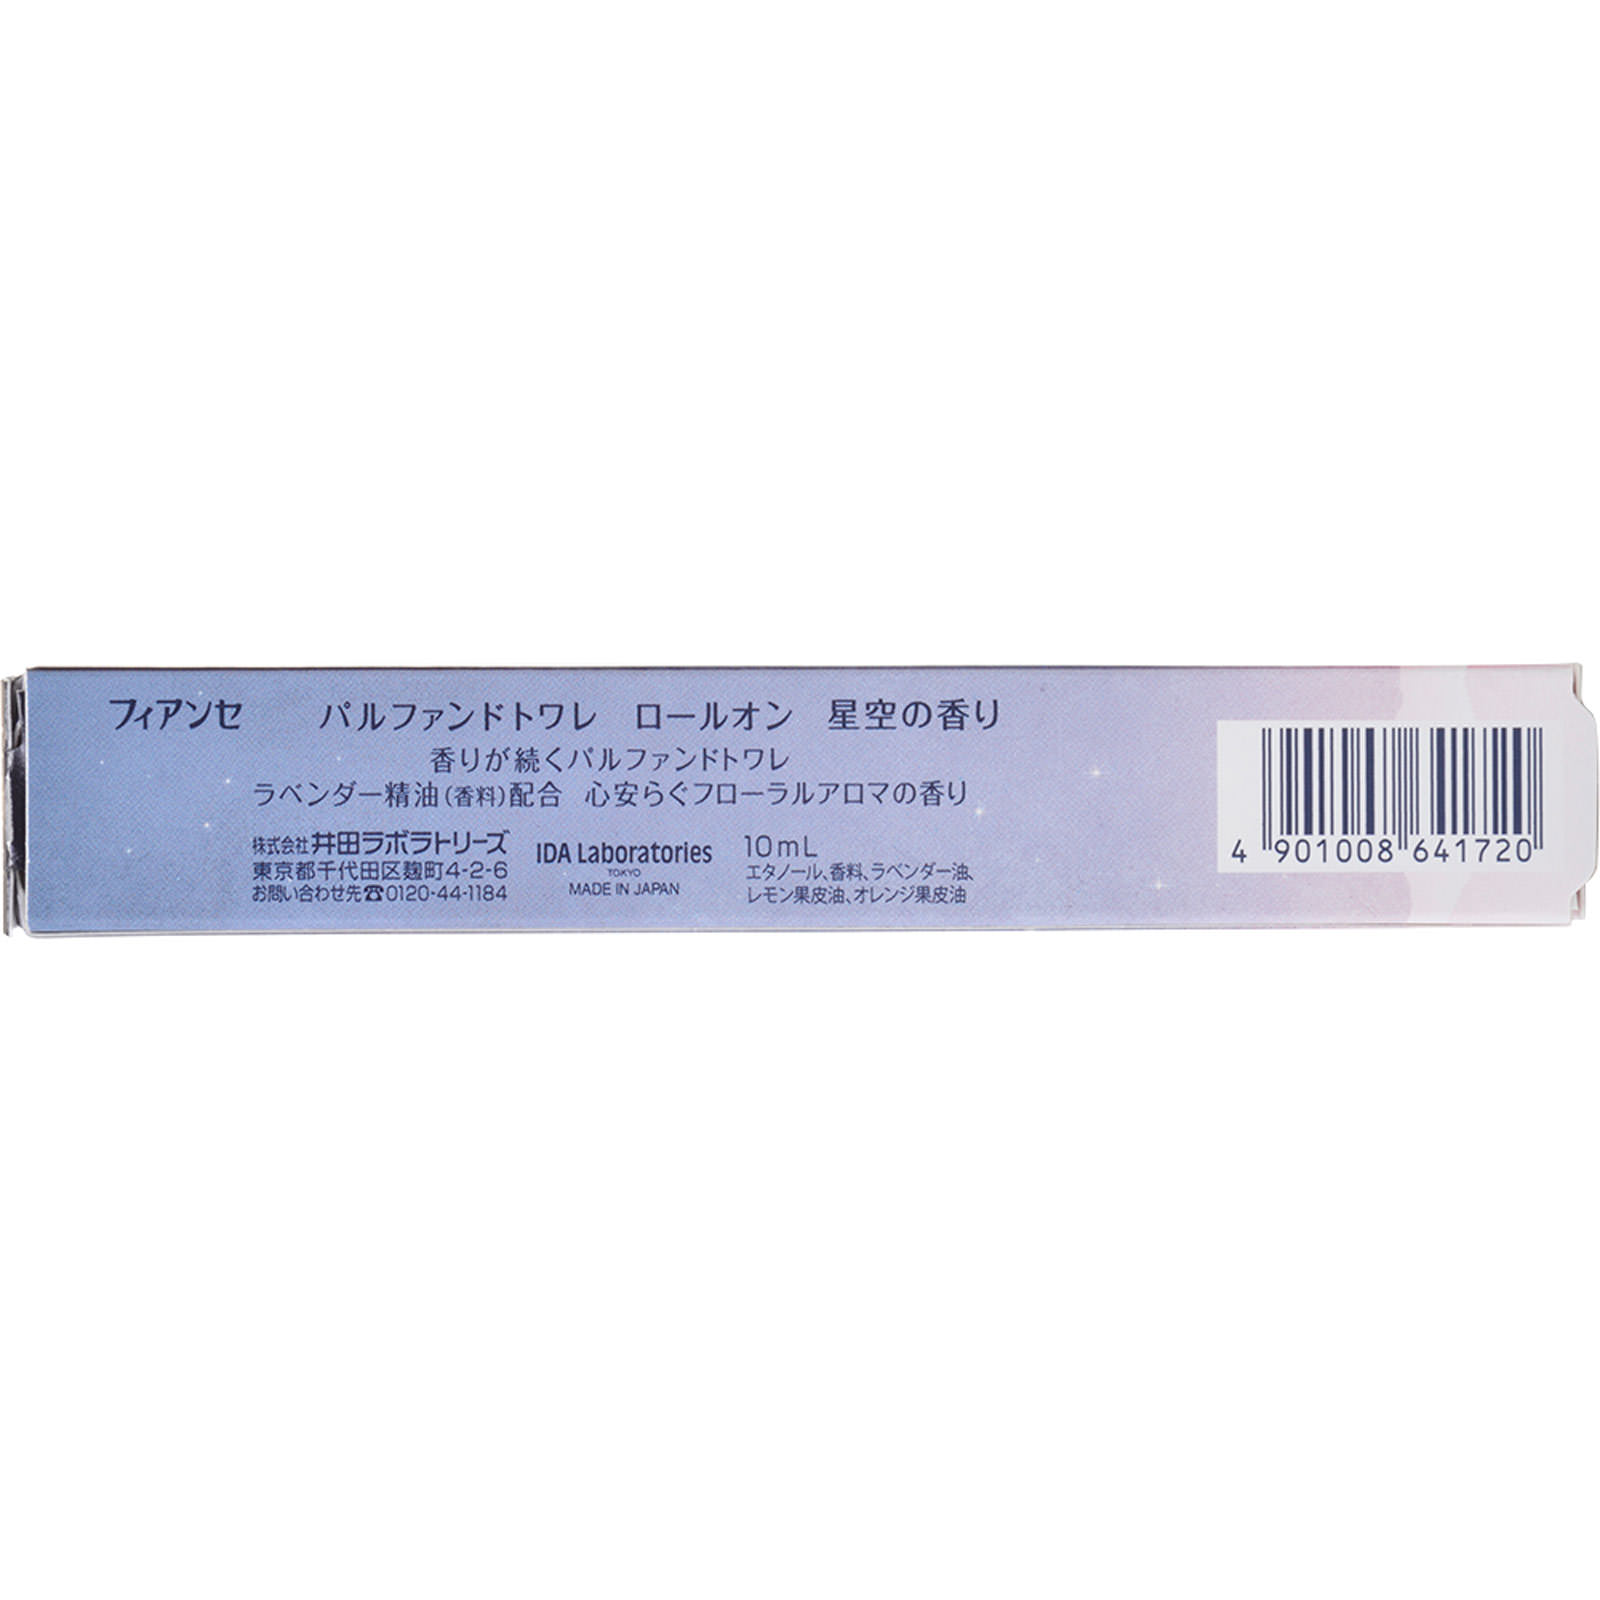 フィアンセ パルファンドトワレ ロールオン 星空の香り
香りが続くパルファンドトワレ
ラベンダー精油(香料)配合 心安らぐフローラルアロマの香り
株式会社 井田ラボラトリーズ
東京都千代田区麹町4-2-6
お問い合わせ先☎0120-44-1184
IDA Laboratories
TOKYO
MADE IN JAPAN
10mL
エタノール、香料、ラベンダー油、
レモン果皮油、オレンジ果皮油
4 901008 641720